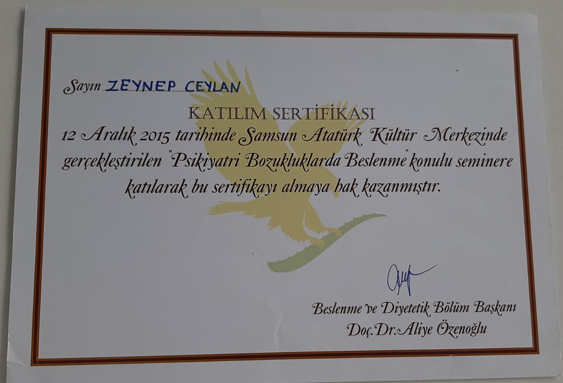 Sayın ZEYNEP CEYLAN
KATILIM SERTİFİKASI
12 Aralık 2015 tarihinde Samsun Atatürk Kültür Merkezinde
gerçekleştirilen "Psikiyatri Bozukluklarda Beslenme" konulu seminere
katılarak bu sertifikayı almaya hak kazanmıştır.
Beslenme ve Diyetetik Bölüm Başkanı
Doç.Dr.Aliye Özenoğlu